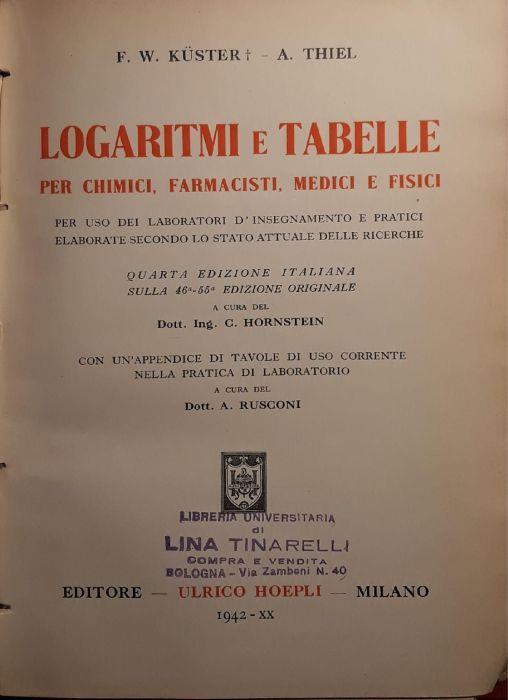 F. W. KÜSTER † - A. THIEL
LOGARITMI E TABELLE
PER CHIMICI, FARMACISTI, MEDICI E FISICI
PER USO DEI LABORATORI D'INSEGNAMENTO E PRATICI
ELABORATE SECONDO LO STATO ATTUALE DELLE RICERCHE
QUARTA EDIZIONE ITALIANA
SULLA 46ª-55ª EDIZIONE ORIGINALE
A CURA DEL
Dott. Ing. C. HORNSTEIN
CON UN'APPENDICE DI TAVOLE DI USO CORRENTE
NELLA PRATICA DI LABORATORIO
A CURA DEL
Dott. A. RUSCONI
LIBRERIA UNIVERSITARIA
di
LINA TINARELLI
COMPRA E VENDITA
BOLOGNA - Via Zamboni N. 40
EDITORE — ULRICO HOEPLI — MILANO
1942 - XX